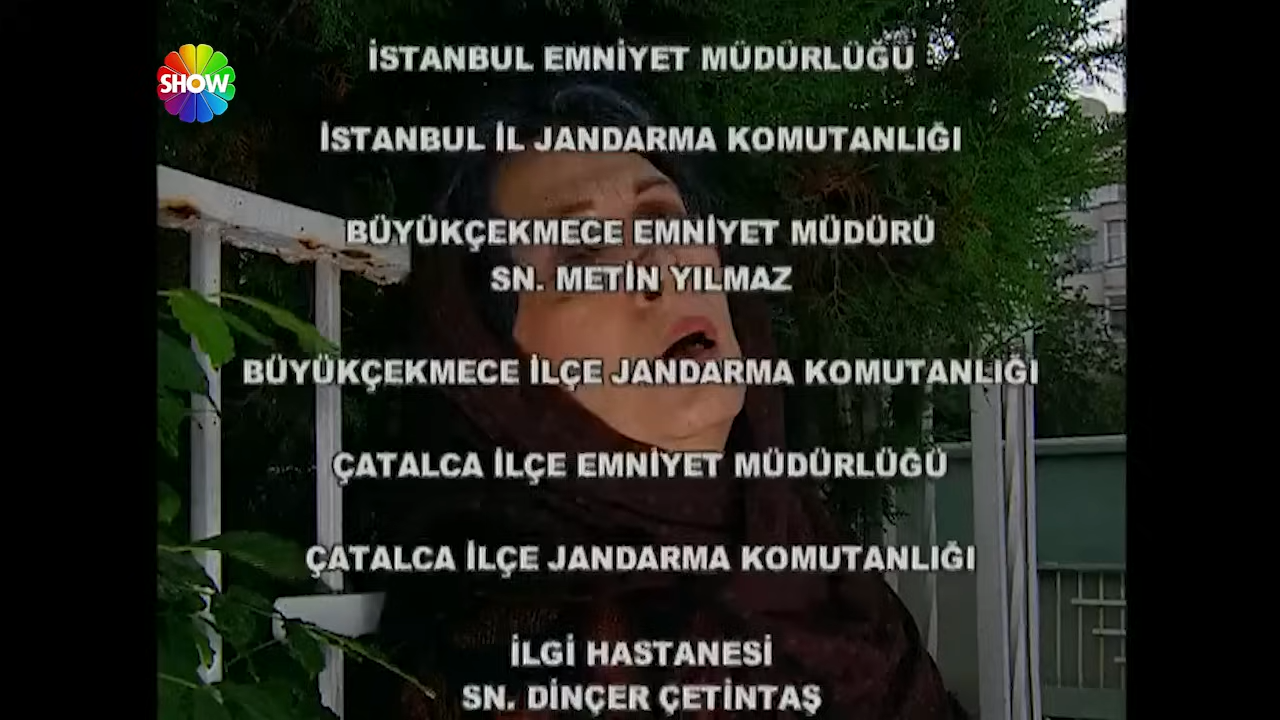 SHOW
İSTANBUL EMNİYET MÜDÜRLÜĞÜ
İSTANBUL İL JANDARMA KOMUTANLIĞI
BÜYÜKÇEKMECE EMNİYET MÜDÜRÜ
SN. METİN YILMAZ
BÜYÜKÇEKMECE İLÇE JANDARMA KOMUTANLIĞI
ÇATALCA İLÇE EMNİYET MÜDÜRLÜĞÜ
ÇATALCA İLÇE JANDARMA KOMUTANLIĞI
İLGİ HASTANESİ
SN. DİNÇER ÇETİNTAŞ